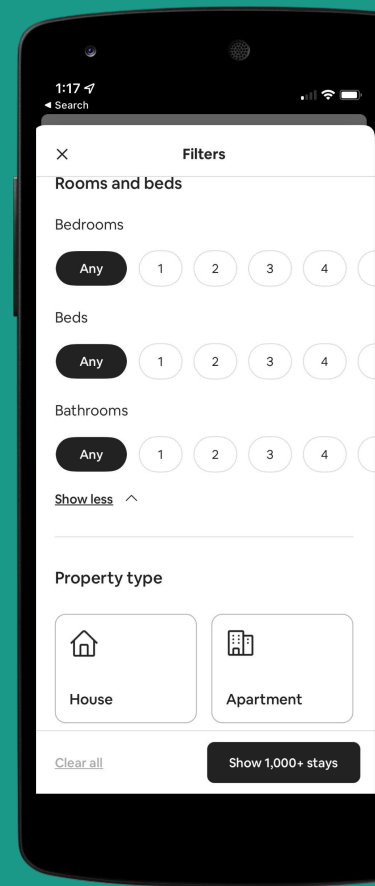 1:17
◀ Search
Filters
Rooms and beds
Bedrooms
Any 1 2 3 4
Beds
Any 1 2 3 4
Bathrooms
Any 1 2 3 4
Show less
Property type
House Apartment
Clear all Show 1,000+ stays